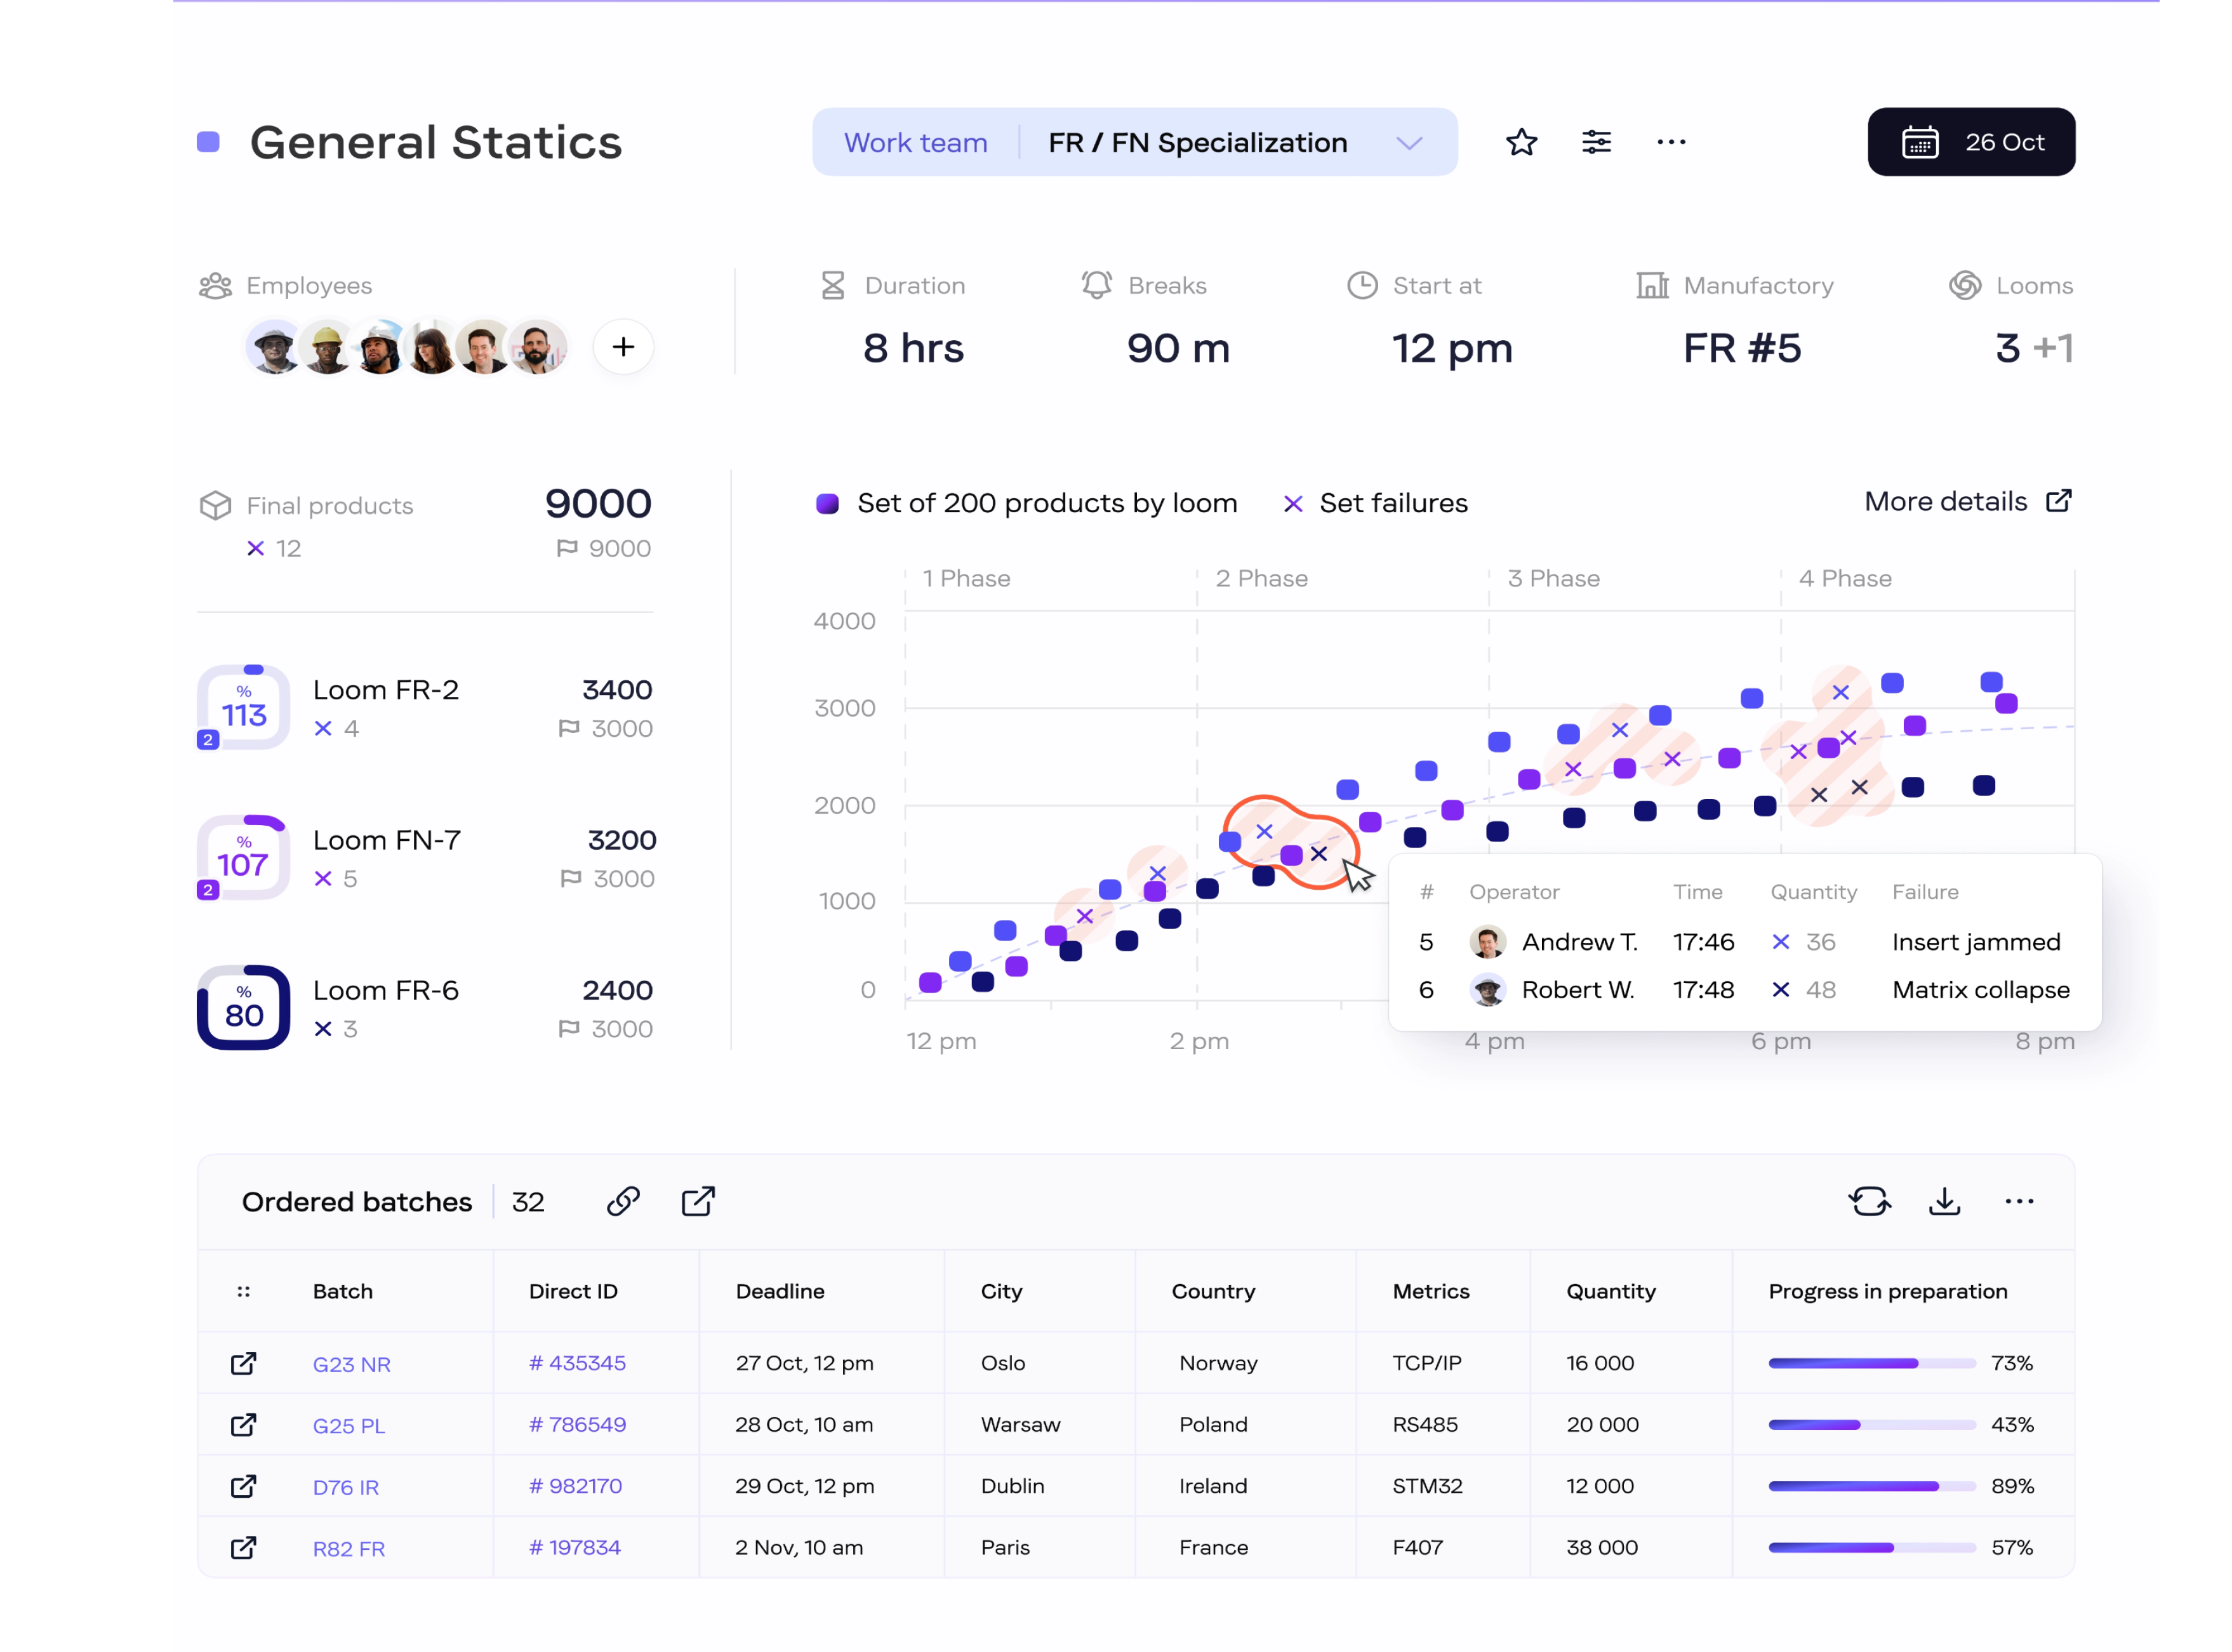 General Statics
Work team FR / FN Specialization
26 Oct
Employees
Duration Breaks Start at Manufactory Looms
8 hrs 90 m 12 pm FR #5 3 +1
Final products 9000
12 9000
% 113 2
Loom FR-2 3400
4 3000
% 107 2
Loom FN-7 3200
5 3000
% 80
Loom FR-6 2400
3 3000
Set of 200 products by loom Set failures More details
1 Phase 2 Phase 3 Phase 4 Phase
4000
3000
2000
1000
0
12 pm 2 pm 4 pm 6 pm 8 pm
# Operator Time Quantity Failure
5 Andrew T. 17:46 36 Insert jammed
6 Robert W. 17:48 48 Matrix collapse
Ordered batches 32
Batch Direct ID Deadline City Country Metrics Quantity Progress in preparation
G23 NR # 435345 27 Oct, 12 pm Oslo Norway TCP/IP 16 000 73%
G25 PL # 786549 28 Oct, 10 am Warsaw Poland RS485 20 000 43%
D76 IR # 982170 29 Oct, 12 pm Dublin Ireland STM32 12 000 89%
R82 FR # 197834 2 Nov, 10 am Paris France F407 38 000 57%